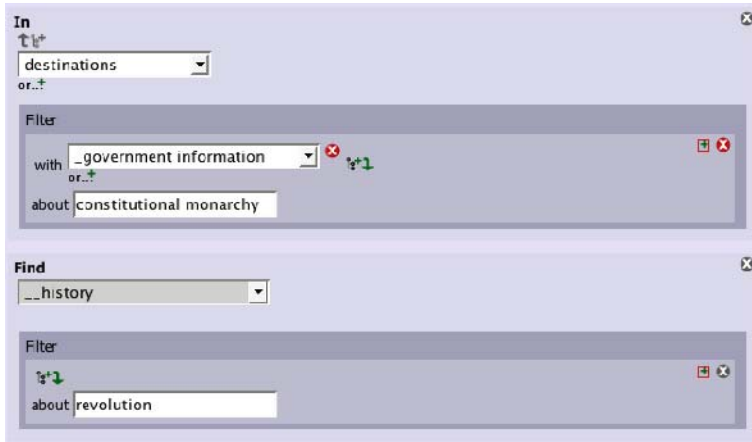 In
destinations
or..+
Filter
with _government information
or..+
about constitutional monarchy
Find
__history
Filter
about revolution